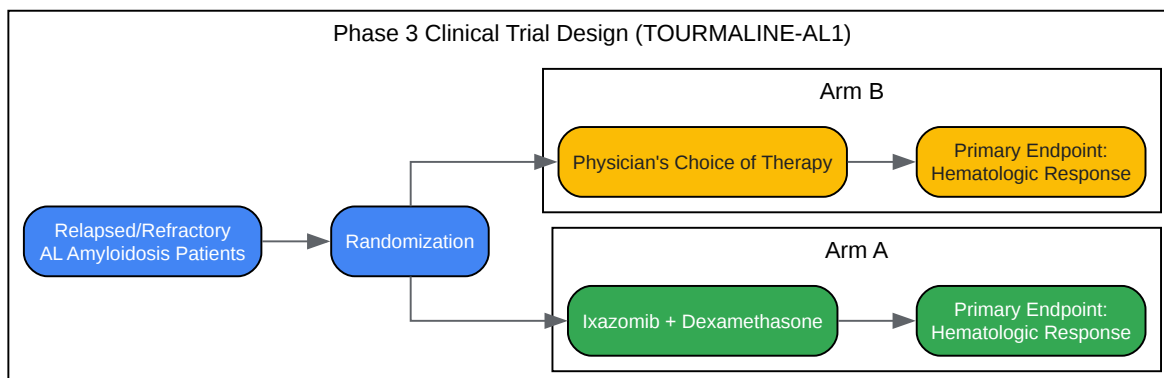 Phase 3 Clinical Trial Design (TOURMALINE-AL1)
Arm B
Physician's Choice of Therapy
Primary Endpoint:
Hematologic Response
Relapsed/Refractory
AL Amyloidosis Patients
Randomization
Arm A
Ixazomib + Dexamethasone
Primary Endpoint:
Hematologic Response